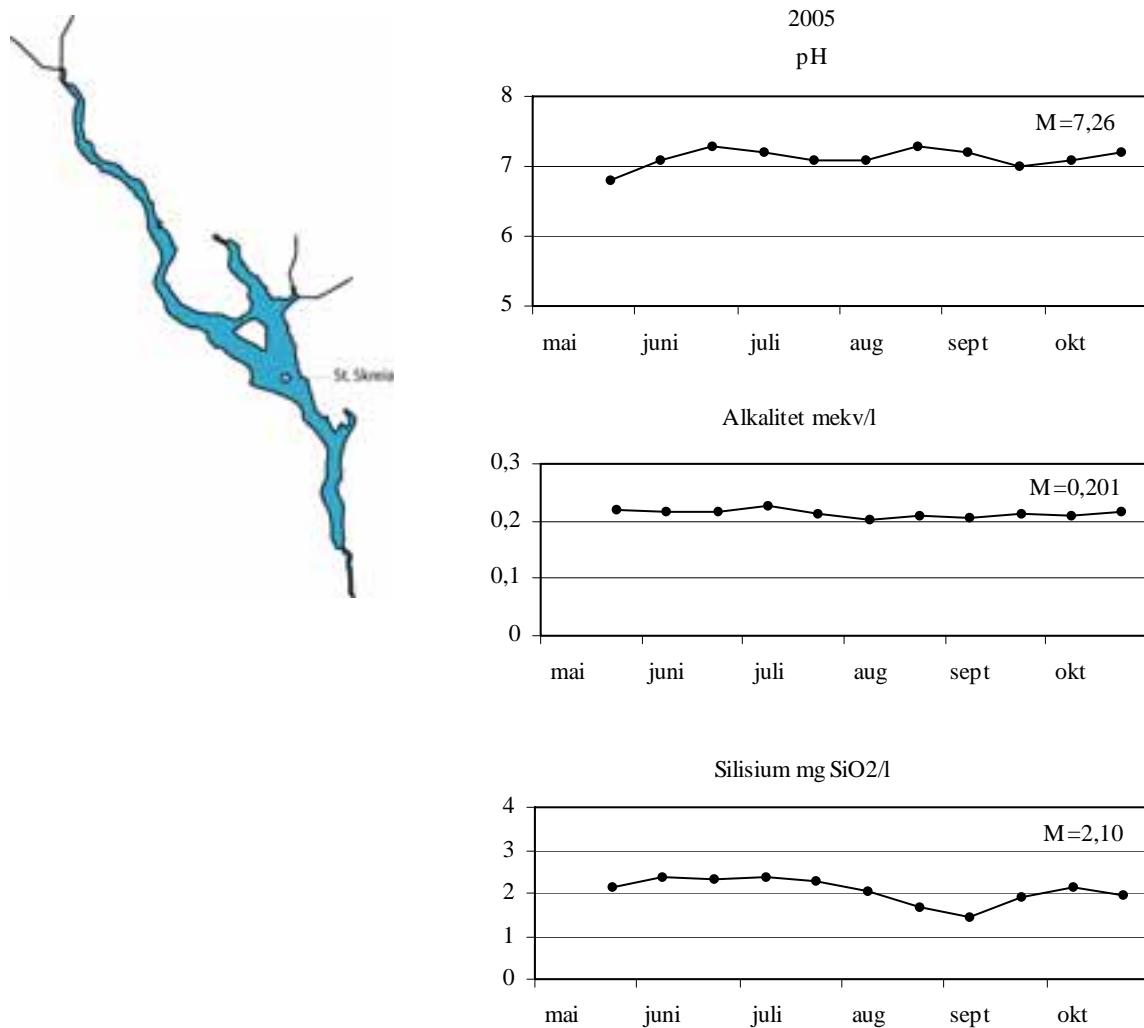 2005
pH
8
7
6
5
M=7,26
mai juni juli aug sept okt
St. Skreia
Alkalitet mekv/l
0,3
0,2
0,1
0
M=0,201
mai juni juli aug sept okt
Silisium mg SiO2/l
4
3
2
1
0
M=2,10
mai juni juli aug sept okt